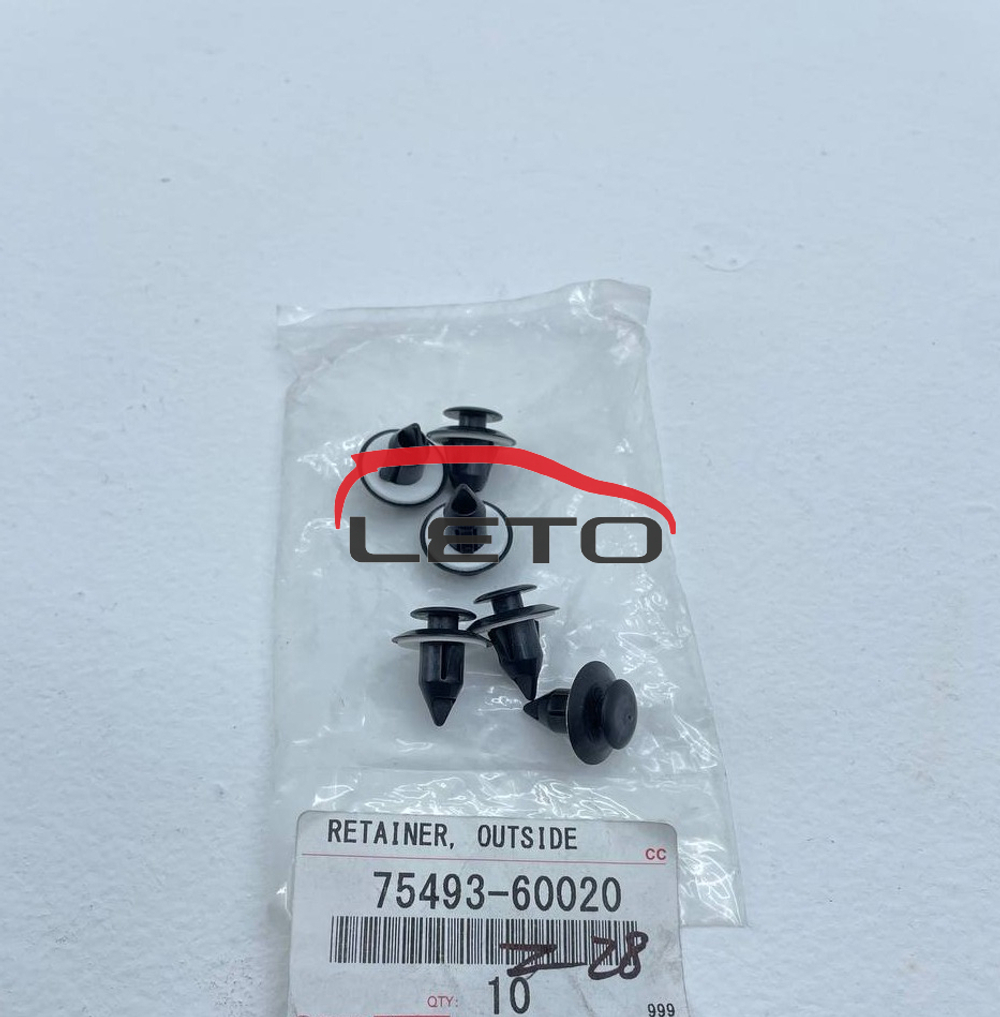 LETO
RETAINER, OUTSIDE
CC
75493-60020
Z-28
QTY: 10
999